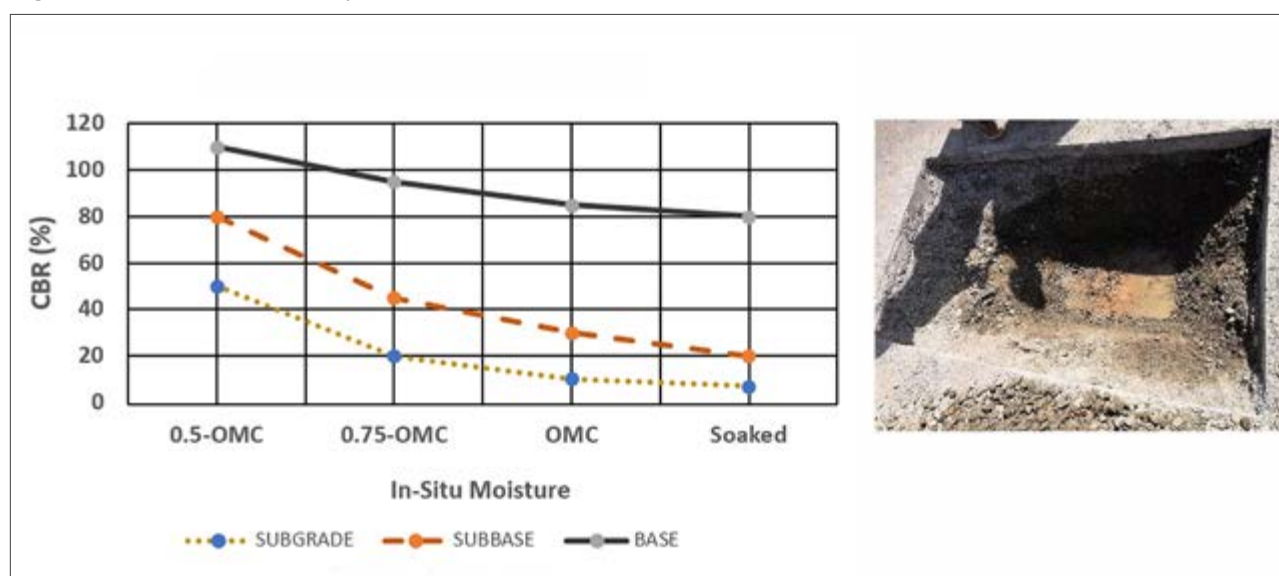 120
100
80
60
40
20
0
CBR (%)
0.5-OMC 0.75-OMC OMC Soaked
In-Situ Moisture
SUBGRADE SUBBASE BASE